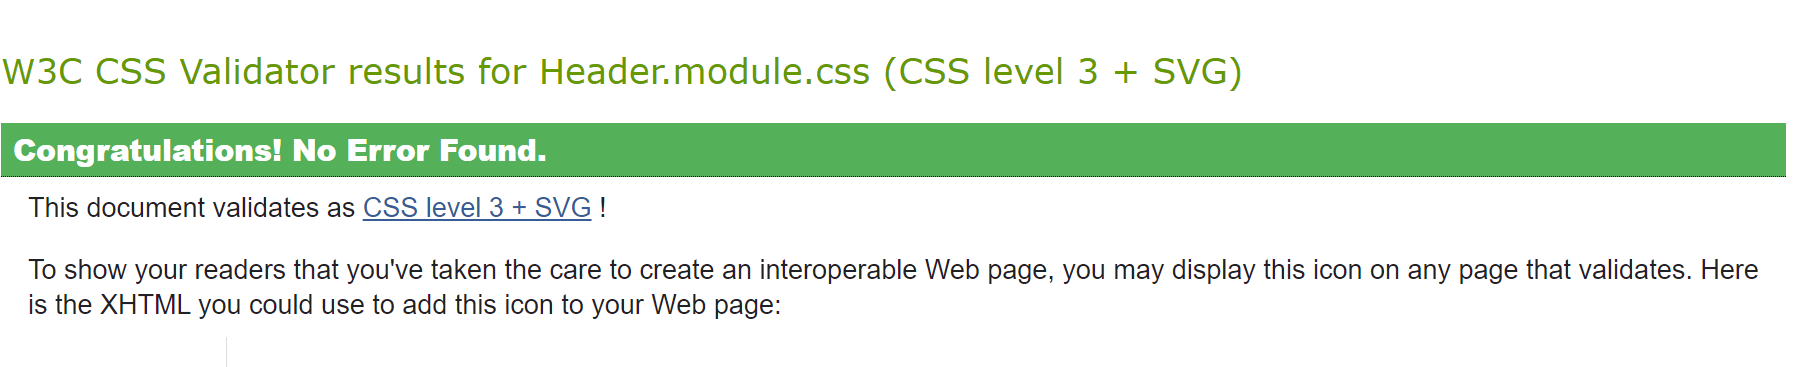 W3C CSS Validator results for Header.module.css (CSS level 3 + SVG)
Congratulations! No Error Found.
This document validates as CSS level 3 + SVG !
To show your readers that you've taken the care to create an interoperable Web page, you may display this icon on any page that validates. Here
is the XHTML you could use to add this icon to your Web page: